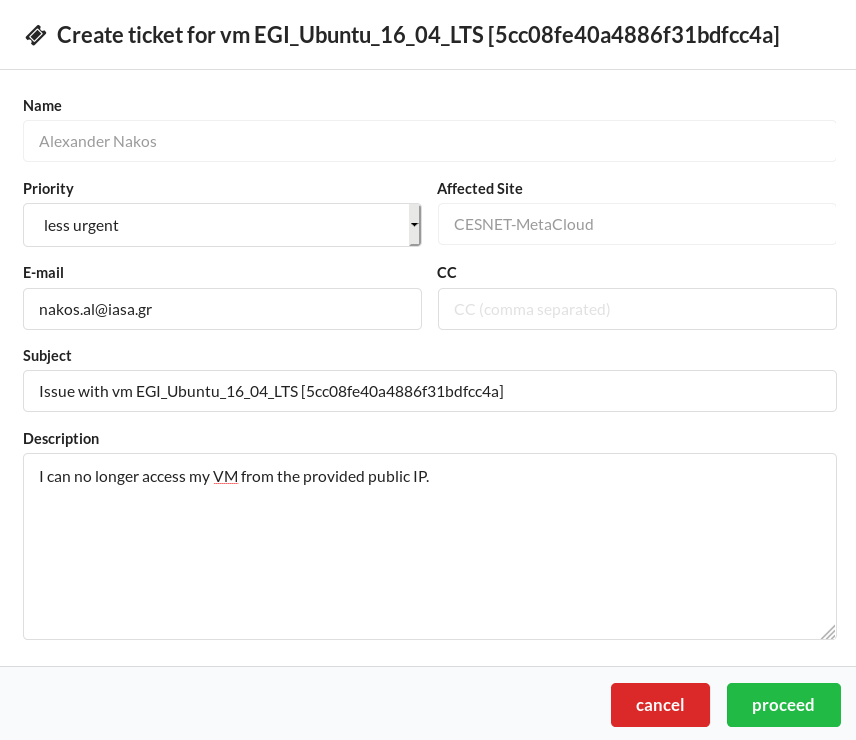 Create ticket for vm EGI_Ubuntu_16_04_LTS [5cc08fe40a4886f31bdfcc4a]
Name
Alexander Nakos
Priority
Affected Site
less urgent
CESNET-MetaCloud
E-mail
CC
nakos.al@iasa.gr
CC (comma separated)
Subject
Issue with vm EGI_Ubuntu_16_04_LTS [5cc08fe40a4886f31bdfcc4a]
Description
I can no longer access my VM from the provided public IP.
cancel
proceed